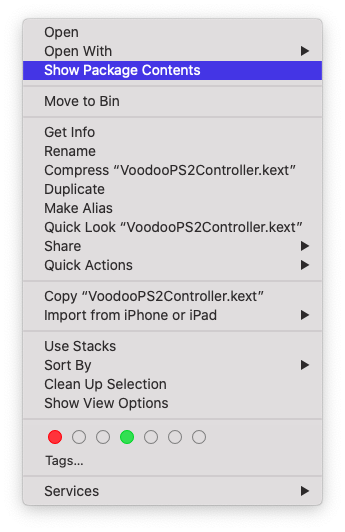 Open
Open With
Show Package Contents
Move to Bin
Get Info
Rename
Compress “VoodooPS2Controller.kext”
Duplicate
Make Alias
Quick Look “VoodooPS2Controller.kext”
Share
Quick Actions
Copy “VoodooPS2Controller.kext”
Import from iPhone or iPad
Use Stacks
Sort By
Clean Up Selection
Show View Options
Tags...
Services